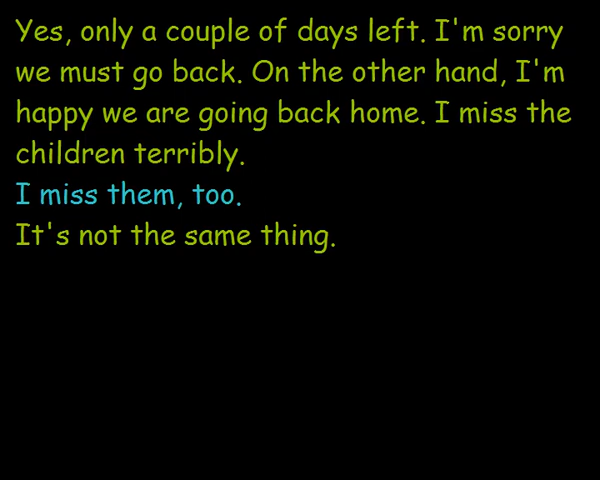 Yes, only a couple of days left. I'm sorry
we must go back. On the other hand, I'm
happy we are going back home. I miss the
children terribly.
I miss them, too.
It's not the same thing.